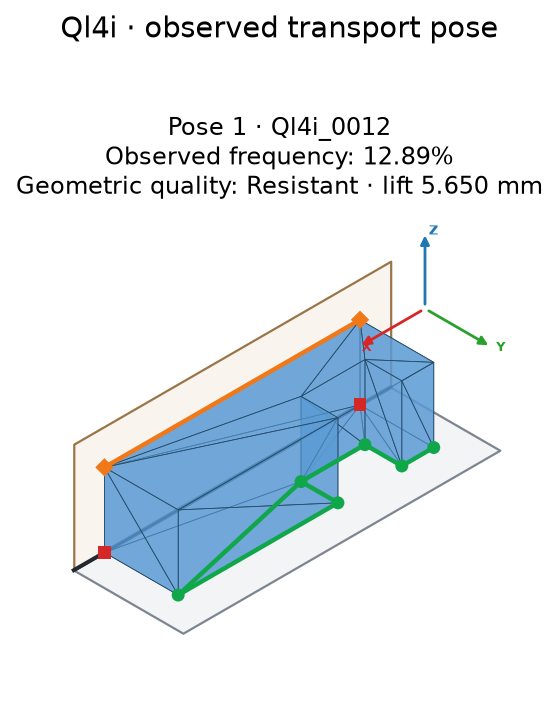 Ql4i · observed transport pose
Pose 1 · Ql4i_0012
Observed frequency: 12.89%
Geometric quality: Resistant · lift 5.650 mm
Z
X
Y